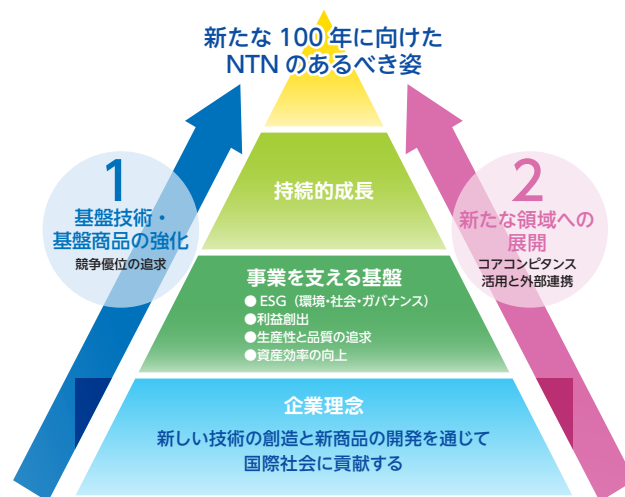 新たな 100 年に向けた
NTN のあるべき姿
持続的成長
1
基盤技術・
基盤商品の強化
競争優位の追求
2
新たな領域への
展開
コアコンピタンス
活用と外部連携
事業を支える基盤
●ESG（環境・社会・ガバナンス）
●利益創出
●生産性と品質の追求
●資産効率の向上
企業理念
新しい技術の創造と新商品の開発を通じて
国際社会に貢献する